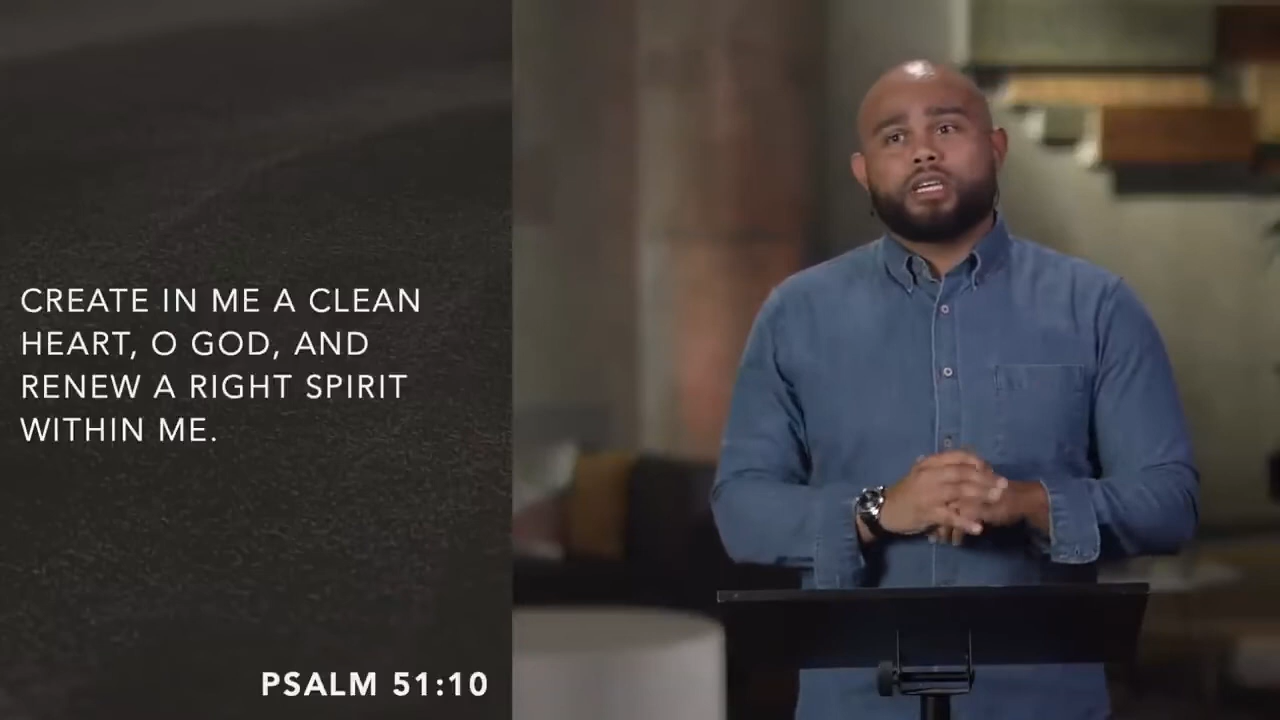 CREATE IN ME A CLEAN
HEART, O GOD, AND
RENEW A RIGHT SPIRIT
WITHIN ME.
PSALM 51:10